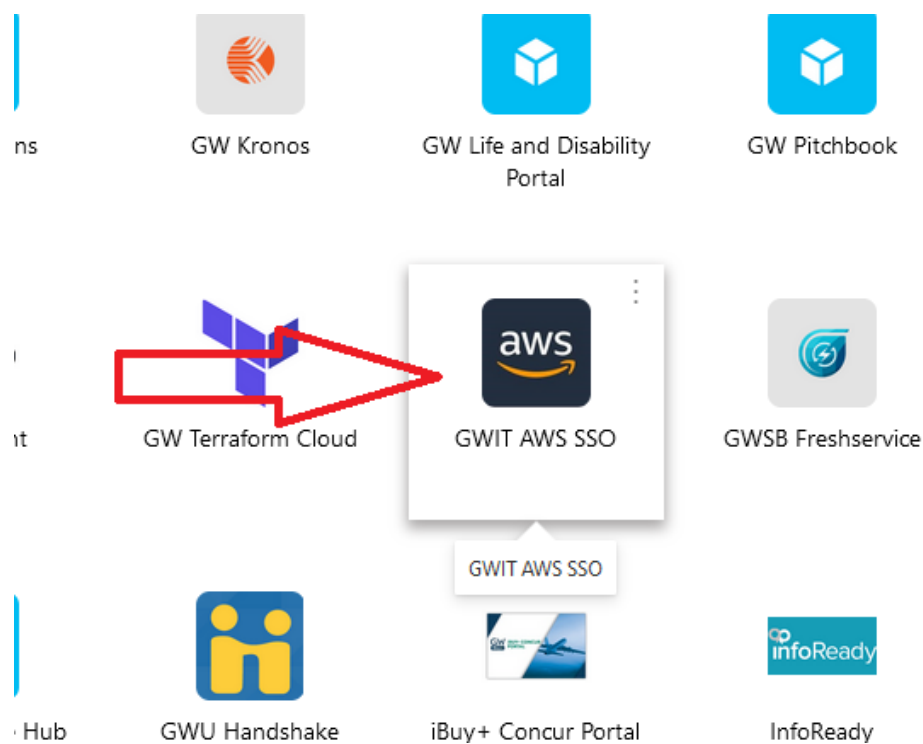 ns
GW Kronos
GW Life and Disability
Portal
GW Pitchbook
aws
nt
GW Terraform Cloud
GWIT AWS SSO
GWSB Freshservice
GWIT AWS SSO
infoReady
Hub
GWU Handshake
iBuy+ Concur Portal
InfoReady